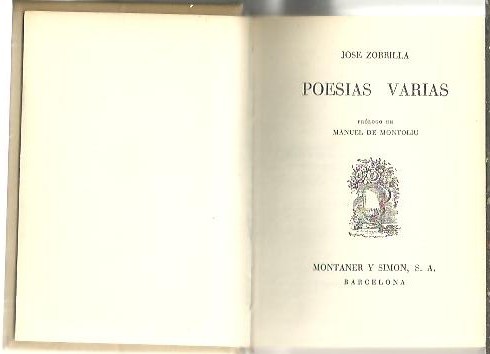 JOSE ZORRILLA
POESIAS VARIAS
PRÓLOGO DE
MANUEL DE MONTOLIU
MONTANER Y SIMON, S. A.
BARCELONA